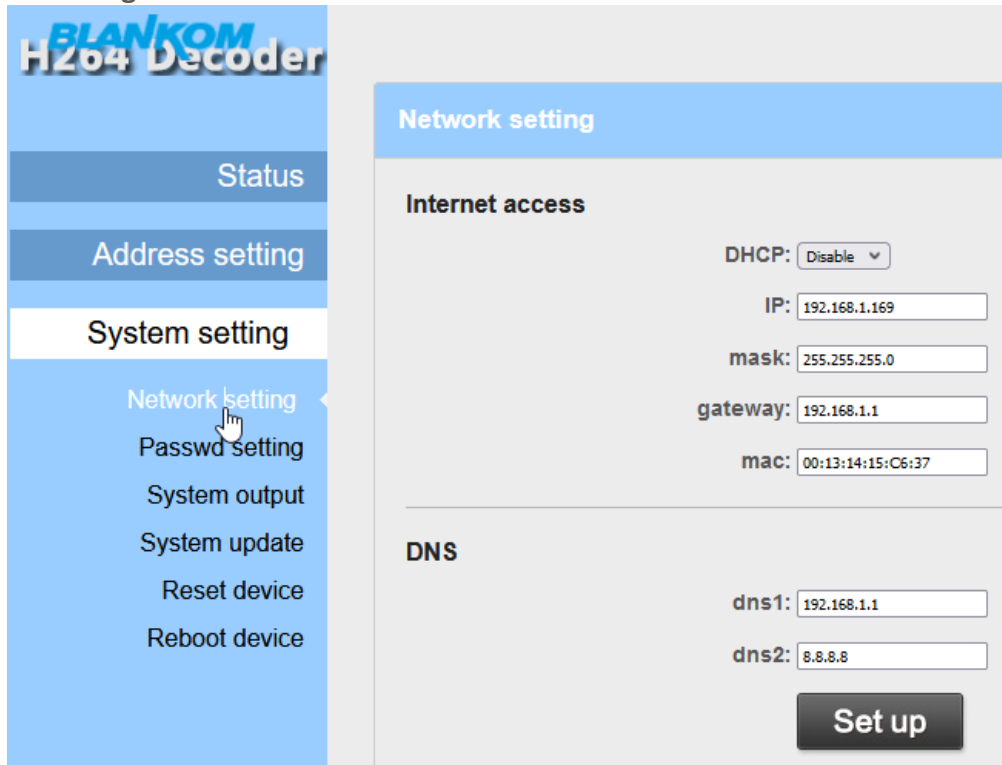 BLANKOM
H264 Decoder
Status
Address setting
System setting
Network setting
Passwd setting
System output
System update
Reset device
Reboot device
Network setting
Internet access
DHCP: Disable
IP: 192.168.1.169
mask: 255.255.255.0
gateway: 192.168.1.1
mac: 00:13:14:15:C6:37
DNS
dns1: 192.168.1.1
dns2: 8.8.8.8
Set up